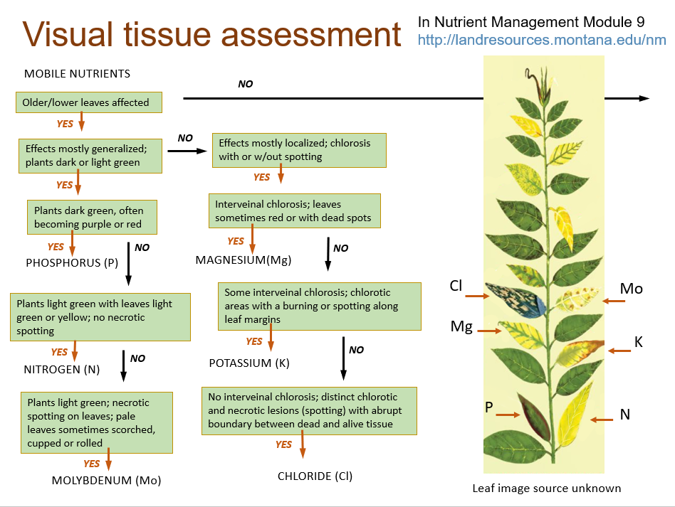 Visual tissue assessment
In Nutrient Management Module 9
http://landresources.montana.edu/nm
MOBILE NUTRIENTS
NO
Older/lower leaves affected
YES
Effects mostly generalized;
plants dark or light green
NO
Effects mostly localized; chlorosis
with or w/out spotting
YES
YES
Plants dark green, often
becoming purple or red
Interveinal chlorosis; leaves
sometimes red or with dead spots
YES
NO
PHOSPHORUS (P)
YES
NO
MAGNESIUM(Mg)
Plants light green with leaves light
green or yellow; no necrotic
spotting
Some interveinal chlorosis; chlorotic
areas with a burning or spotting along
leaf margins
YES
NO
NITROGEN (N)
YES
NO
POTASSIUM (K)
Plants light green; necrotic
spotting on leaves; pale
leaves sometimes scorched,
cupped or rolled
No interveinal chlorosis; distinct chlorotic
and necrotic lesions (spotting) with abrupt
boundary between dead and alive tissue
YES
MOLYBDENUM (Mo)
YES
CHLORIDE (Cl)
Cl
Mo
Mg
K
P
N
Leaf image source unknown